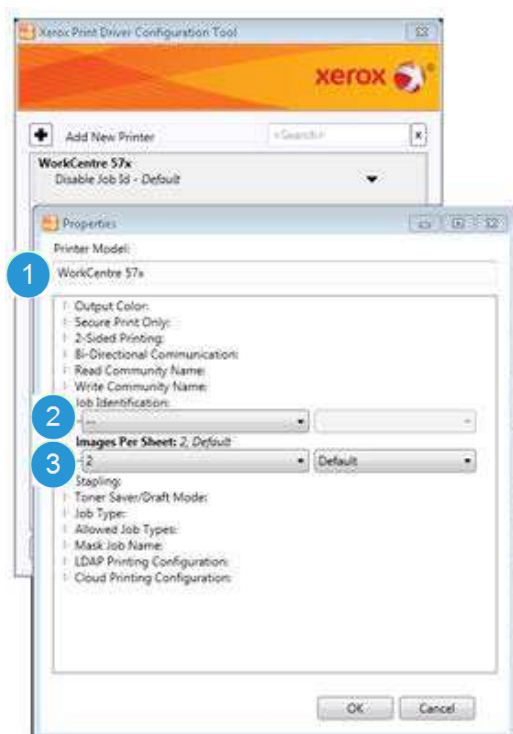 Xerox Print Driver Configuration Tool
xerox
Add New Printer
<Search>
x
WorkCentre 57x
Disable Job Id - Default
Properties
Printer Model:
1
WorkCentre 57x
Output Color:
Secure Print Only:
2-Sided Printing:
Bi-Directional Communication:
Read Community Name:
Write Community Name:
Job Identification:
2
--
Images Per Sheet: 2, Default
3
2 Default
Stapling:
Toner Saver/Draft Mode:
Job Type:
Allowed Job Types:
Mask Job Name:
LDAP Printing Configuration:
Cloud Printing Configuration:
OK Cancel